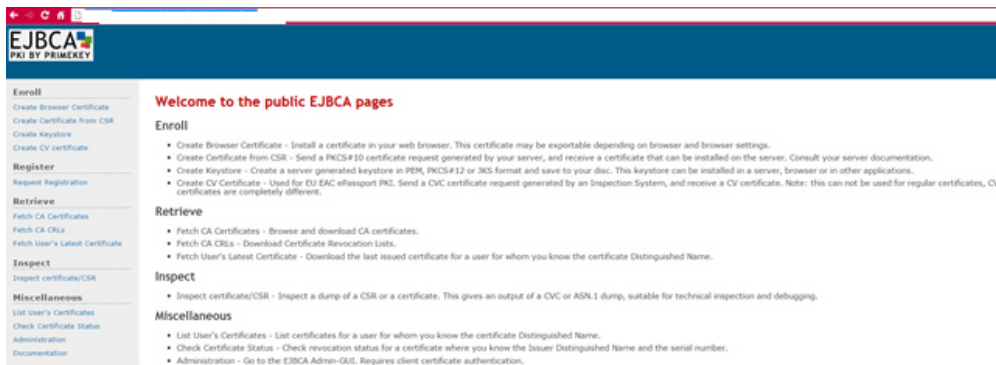 EJBCA
PKI BY PRIMEKEY
Enroll
Create Browser Certificate
Create Certificate from CSR
Create Keystore
Create CV certificate
Register
Request Registration
Retrieve
Fetch CA Certificates
Fetch CA CRLs
Fetch User's Latest Certificate
Inspect
Inspect certificate/CSR
Miscellaneous
List User's Certificates
Check Certificate Status
Administration
Documentation
Welcome to the public EJBCA pages
Enroll
Create Browser Certificate - Install a certificate in your web browser. This certificate may be exportable depending on browser and browser settings.
Create Certificate from CSR - Send a PKCS#10 certificate request generated by your server, and receive a certificate that can be installed on the server. Consult your server documentation.
Create Keystore - Create a server generated keystore in PEM, PKCS#12 or JKS format and save to your disc. This keystore can be installed in a server, browser or in other applications.
Create CV Certificate - Used for EU EAC ePassport PKI. Send a CVC certificate request generated by an Inspection System, and receive a CV certificate. Note: this can not be used for regular certificates, CV
certificates are completely different.
Retrieve
Fetch CA Certificates - Browse and download CA certificates.
Fetch CA CRLs - Download Certificate Revocation Lists.
Fetch User's Latest Certificate - Download the last issued certificate for a user for whom you know the certificate Distinguished Name.
Inspect
Inspect certificate/CSR - Inspect a dump of a CSR or a certificate. This gives an output of a CVC or ASN.1 dump, suitable for technical inspection and debugging.
Miscellaneous
List User's Certificates - List certificates for a user for whom you know the certificate Distinguished Name.
Check Certificate Status - Check revocation status for a certificate where you know the Issuer Distinguished Name and the serial number.
Administration - Go to the EJBCA Admin-GUI. Requires client certificate authentication.